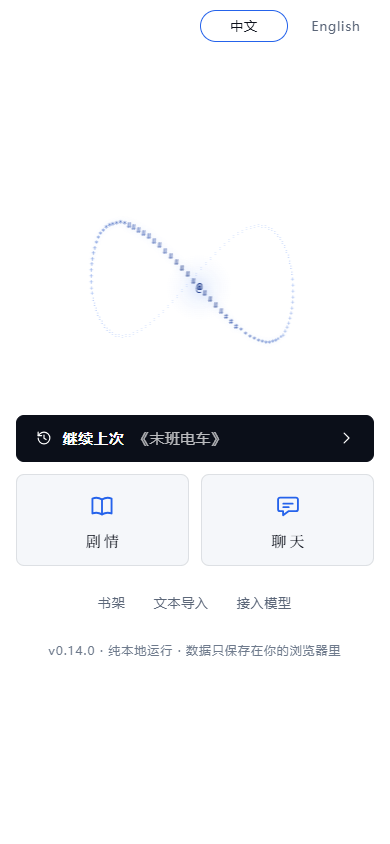 中文 English
继续上次 《末班电车》
剧情 聊天
书架 文本导入 接入模型
v0.14.0 · 纯本地运行 · 数据只保存在你的浏览器里